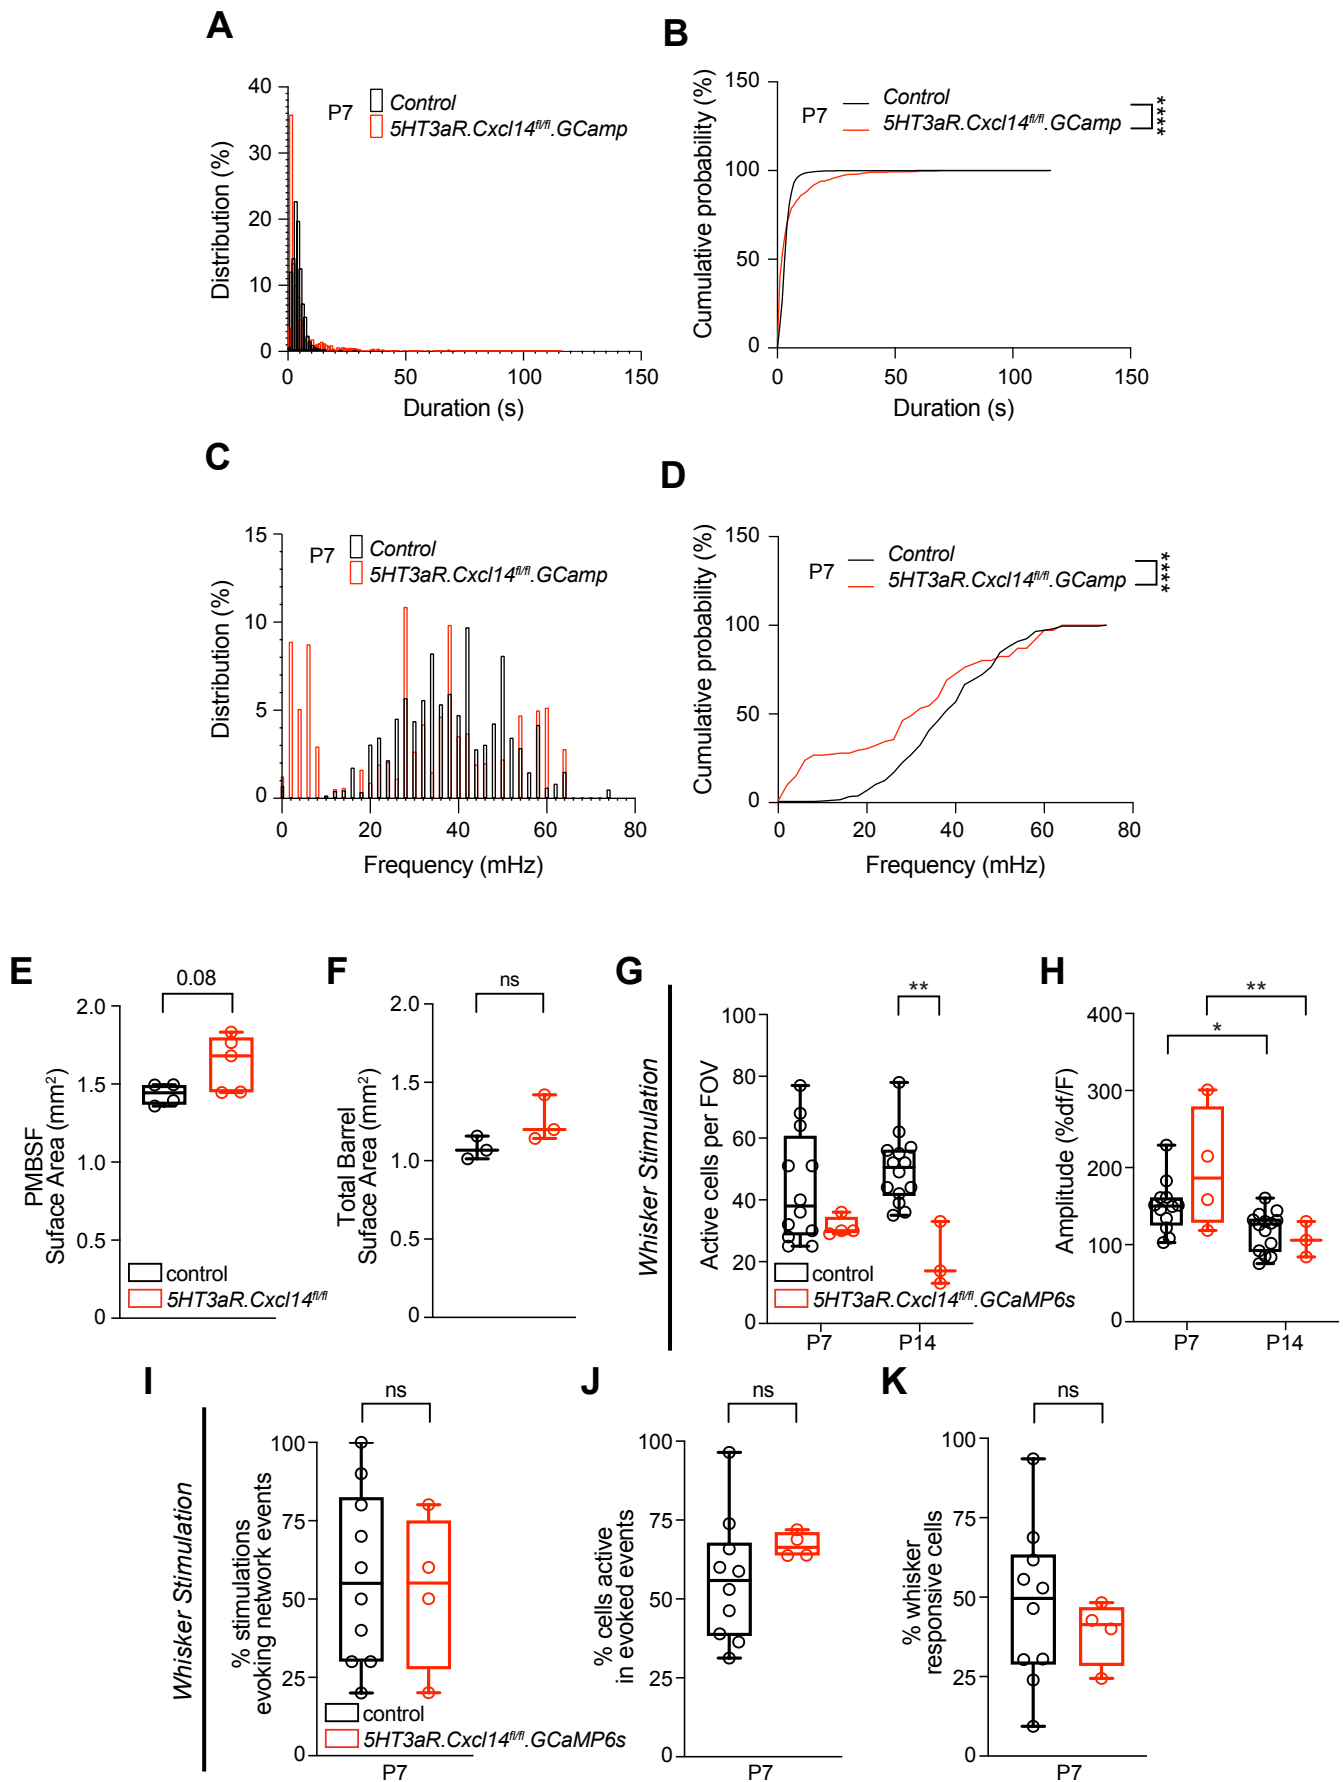 A
Distribution (%)
40
30
20
10
0
0 50 100 150
Duration (s)
P7
Control
5HT3aR.Cxcl14fl/fl.GCamp
B
Cumulative probability (%)
150
100
50
0
0 50 100 150
Duration (s)
P7
Control
5HT3aR.Cxcl14fl/fl.GCamp
****
C
Distribution (%)
15
10
5
0
0 20 40 60 80
Frequency (mHz)
P7
Control
5HT3aR.Cxcl14fl/fl.GCamp
D
Cumulative probability (%)
150
100
50
0
0 20 40 60 80
Frequency (mHz)
P7
Control
5HT3aR.Cxcl14fl/fl.GCamp
****
E
0.08
PMBSF
Suface Area (mm2)
2.0
1.5
1.0
0.5
0
control
5HT3aR.Cxcl14fl/fl
F
ns
Total Barrel
Suface Area (mm2)
2.0
1.5
1.0
0.5
0
Whisker Stimulation
G
**
Active cells per FOV
100
80
60
40
20
0
control
5HT3aR.Cxcl14fl/fl.GCaMP6s
P7 P14
H
**
*
Amplitude (%df/F)
400
300
200
100
0
P7 P14
Whisker Stimulation
I
ns
% stimulations
evoking network events
100
75
50
25
0
control
5HT3aR.Cxcl14fl/fl.GCaMP6s
P7
J
ns
% cells active
in evoked events
100
75
50
25
0
P7
K
ns
% whisker
responsive cells
100
75
50
25
0
P7